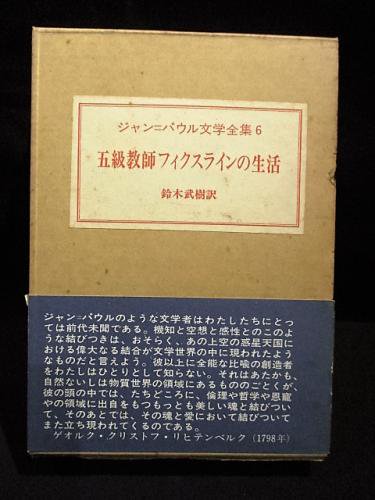 ジャン=パウル文学全集6
五級教師フィクスラインの生活
鈴木武樹訳
ジャン=パウルのような文学者はわたしたちにとっ
ては前代未聞である。機知と空想と感性とのこのよ
うな結びつきは、おそらく、あの上空の惑星天国に
おける偉大なる結合が文学世界の中に現われたよう
なものだと言えよう。彼以上に全能な比喩の創造者
をわたしはひとりとして知らない。それはあたかも、
自然ないしは物質世界の領域にあるもののごとくが、
彼の頭の中では、たちどころに、倫理や哲学や恩寵
やの領域に出自をもつもっとも美しい魂と結びつい
て、そのあとでは、その魂と愛において結びついて
また立ち現われてくるのである。
ゲオルク・クリストフ・リヒテンベルク(1798年)